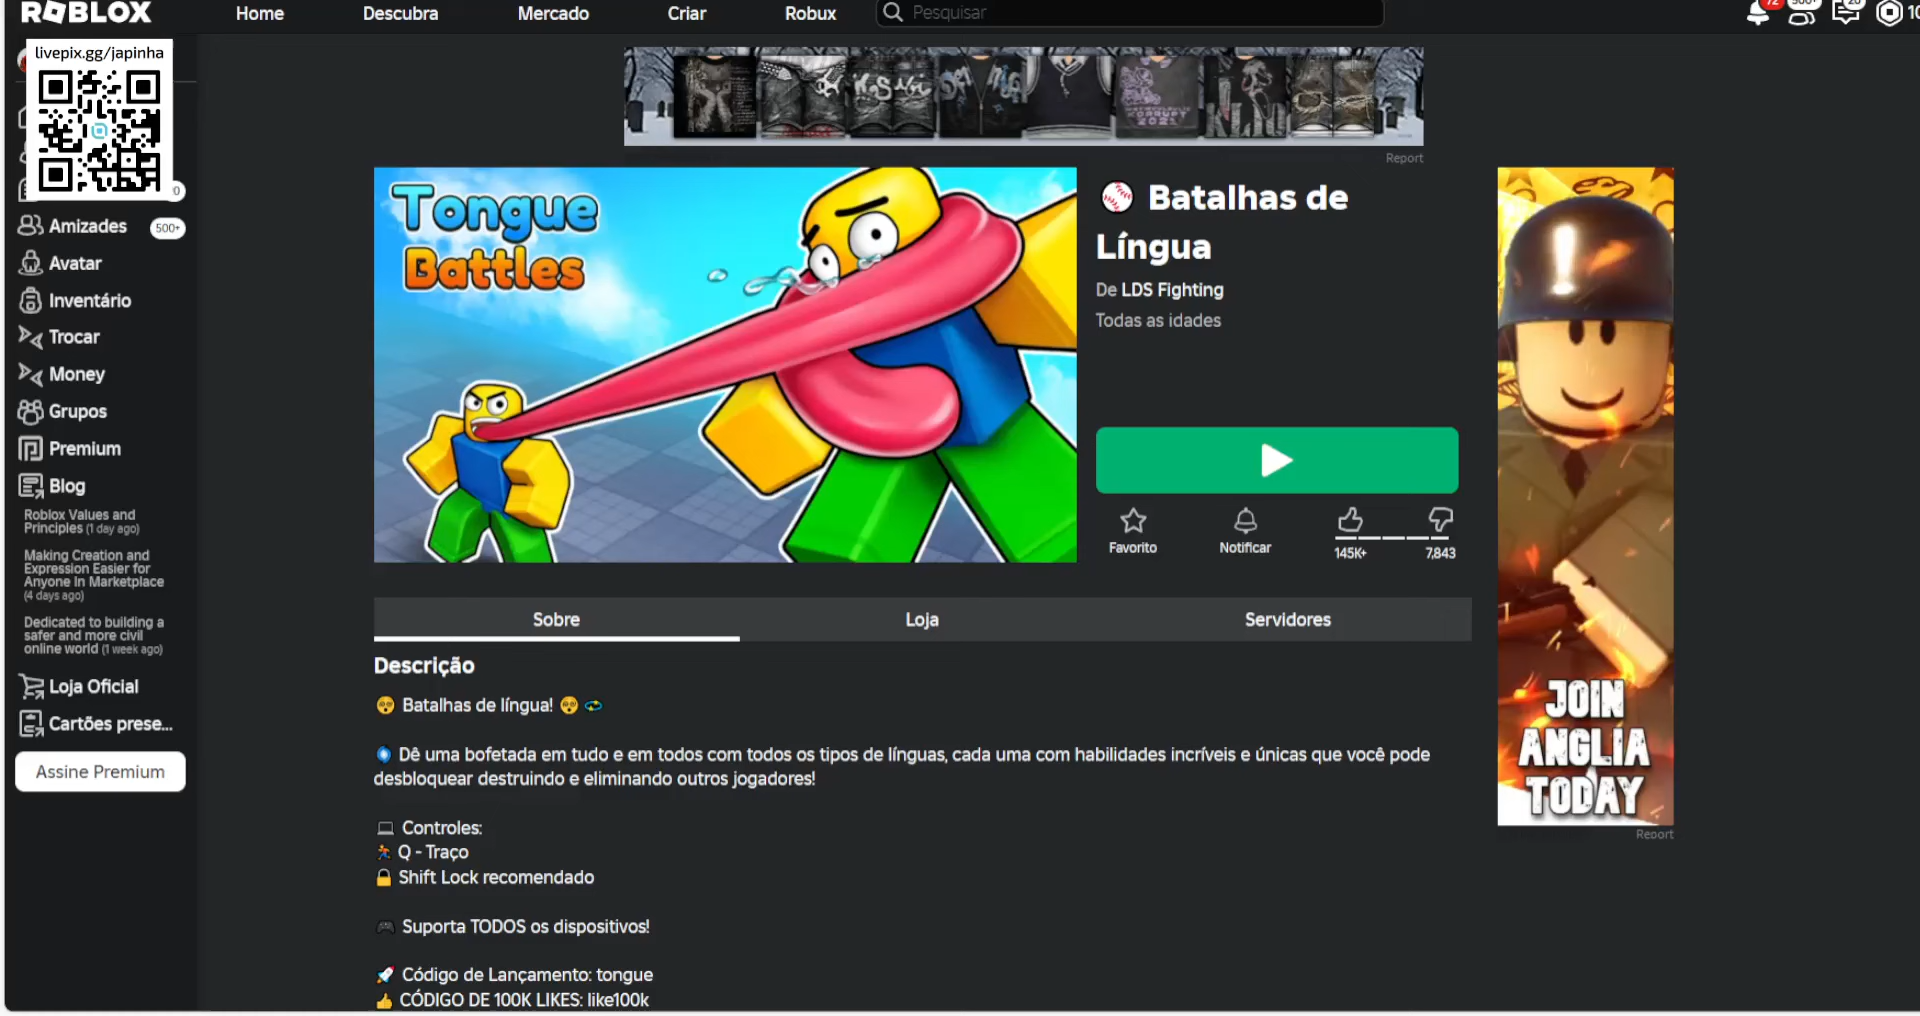 ROBLOX
Home
Descubra
Mercado
Criar
Robux
Pesquisar
72
500+
20
livepix.gg/japinha
Amizades
500+
Avatar
Inventário
Trocar
Money
Grupos
Premium
Blog
Roblox Values and
Principles (1 day ago)
Making Creation and
Expression Easier for
Anyone In Marketplace
(4 days ago)
Dedicated to building a
safer and more civil
online world (1 week ago)
Loja Oficial
Cartões prese...
Assine Premium
Report
Tongue
Battles
Batalhas de
Língua
De LDS Fighting
Todas as idades
Favorito
Notificar
145K+
7,843
Sobre
Loja
Servidores
Descrição
Batalhas de língua!
Dê uma bofetada em tudo e em todos com todos os tipos de línguas, cada uma com habilidades incríveis e únicas que você pode
desbloquear destruindo e eliminando outros jogadores!
Controles:
Q - Traço
Shift Lock recomendado
Suporta TODOS os dispositivos!
Código de Lançamento: tongue
CÓDIGO DE 100K LIKES: like100k
JOIN
ANGLIA
TODAY
Report